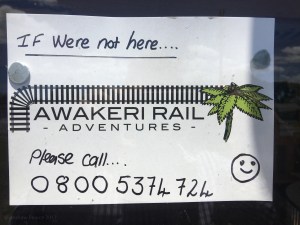 IF Were not here....
AWAKERI RAIL
- ADVENTURES -
Please call....
0800 5374 724